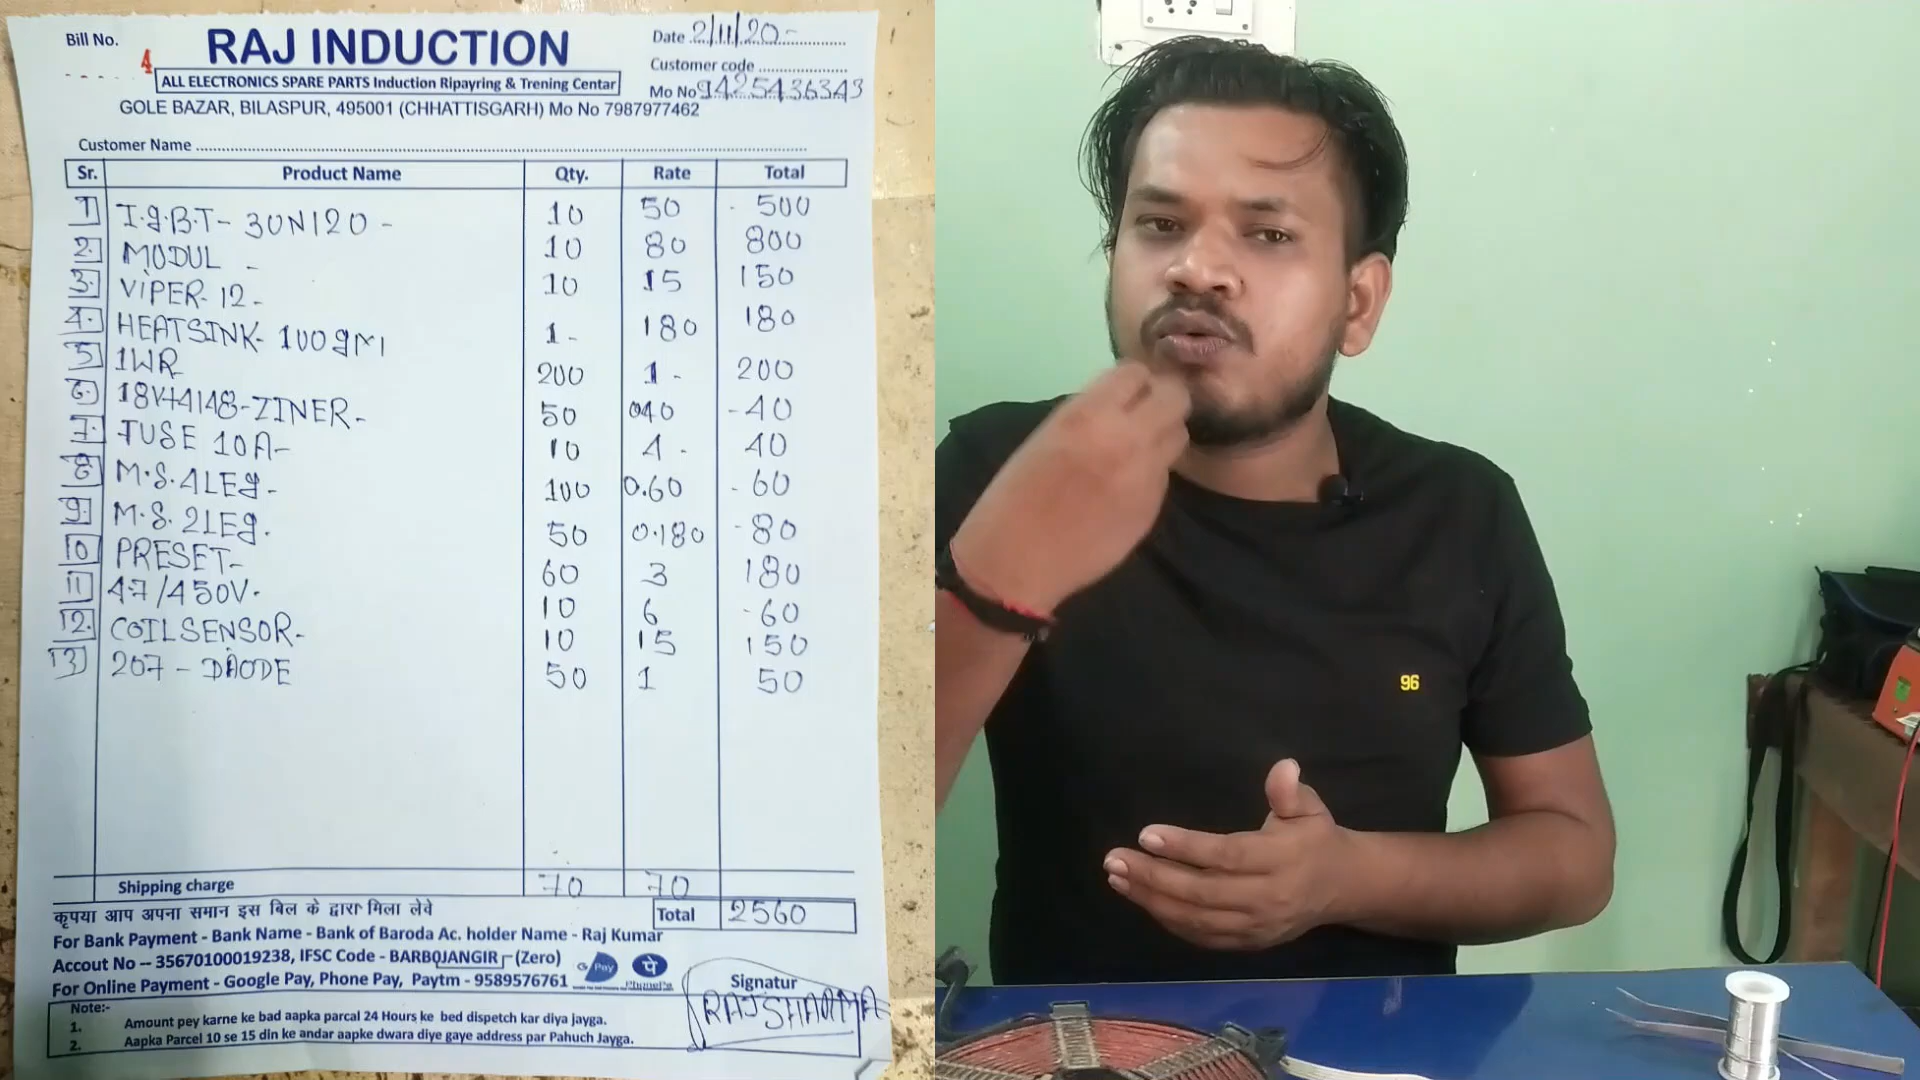 Bill No. 4
RAJ INDUCTION
Date 2/11/20-
Customer code
Mo No 9425436343
ALL ELECTRONICS SPARE PARTS Induction Ripayring & Trening Centar
GOLE BAZAR, BILASPUR, 495001 (CHHATTISGARH) Mo No 7987977462
Customer Name
Sr. Product Name Qty. Rate Total
1 I.g.B.T- 30N120 - 10 50 - 500
2. MODUL - 10 80 800
3. VIPER- 12 - 10 15 150
4. HEATSINK- 100gm 1- 180 180
5 1WR 200 1 - 200
6. 18V+4148-ZINER- 50 040 -40
7. FUSE 10A- 10 4 - 40
8 M.S.4LEg- 100 0.60 - 60
9. M.S. 2LEg. 50 0.180 - 80
10 PRESET- 60 3 180
11 47/450V. 10 6 -60
12. COILSENSOR- 10 15 150
13 207 - DAODE 50 1 50
Shipping charge 70 70
कृपया आप अपना समान इस बिल के द्वारा मिला लेवे
Total 2560
For Bank Payment - Bank Name - Bank of Baroda Ac. holder Name - Raj Kumar
Accout No -- 35670100019238, IFSC Code - BARB0JANGIR - (Zero)
For Online Payment - Google Pay, Phone Pay, Paytm - 9589576761
G Pay पे PhonePe
Signatur
RAJ SHARMA
Note:-
1. Amount pey karne ke bad aapka parcal 24 Hours ke bed dispetch kar diya jayga.
2. Aapka Parcel 10 se 15 din ke andar aapke dwara diye gaye address par Pahuch Jayga.
96